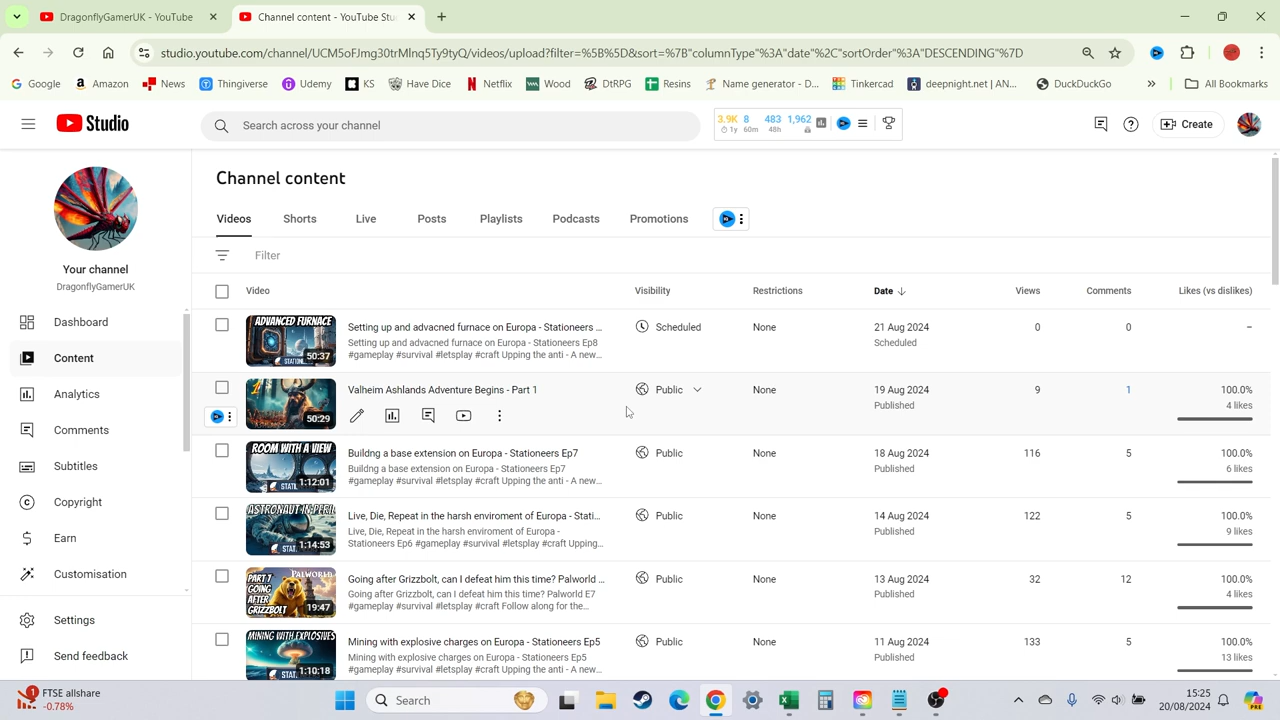 DragonflyGamerUK - YouTube
Channel content - YouTube Stu
studio.youtube.com/channel/UCM5oFJmg30trMlnq5Ty9tyQ/videos/upload?filter=%5B%5D&sort=%7B"columnType"%3A"date"%2C"sortOrder"%3A"DESCENDING"%7D
Google
Amazon
News
Thingiverse
Udemy
KS
Have Dice
Netflix
Wood
DtRPG
Resins
Name generator - D...
Tinkercad
deepnight.net | AN...
DuckDuckGo
All Bookmarks
Studio
Search across your channel
3.9K 8 483 1,962
1y 60m 48h
Create
Your channel
DragonflyGamerUK
Dashboard
Content
Analytics
Comments
Subtitles
Copyright
Earn
Customisation
Settings
Send feedback
Channel content
Videos
Shorts
Live
Posts
Playlists
Podcasts
Promotions
Filter
Video Visibility Restrictions Date Views Comments Likes (vs dislikes)
ADVANCED FURNACE
50:37
Setting up and advacned furnace on Europa - Stationeers ... Scheduled None 21 Aug 2024 0 0 –
Setting up and advacned furnace on Europa - Stationeers Ep8 Scheduled
#gameplay #survival #letsplay #craft Upping the anti - A new...
1
50:29
Valheim Ashlands Adventure Begins - Part 1 Public None 19 Aug 2024 9 1 100.0%
Published 4 likes
ROOM WITH A VIEW
1:12:01
Buildng a base extension on Europa - Stationeers Ep7 Public None 18 Aug 2024 116 5 100.0%
Buildng a base extension on Europa - Stationeers Ep7 Published 6 likes
#gameplay #survival #letsplay #craft Upping the anti - A new...
ASTRONAUT IN PERIL
1:14:53
Live, Die, Repeat in the harsh enviroment of Europa - Stati... Public None 14 Aug 2024 122 5 100.0%
Live, Die, Repeat in the harsh enviroment of Europa - Published 9 likes
Stationeers Ep6 #gameplay #survival #letsplay #craft Upping...
PART 7
GOING
AFTER
GRIZZBOLT
PALWORLD
19:47
Going after Grizzbolt, can I defeat him this time? Palworld ... Public None 13 Aug 2024 32 12 100.0%
Going after Grizzbolt, can I defeat him this time? Palworld E7 Published 4 likes
#gameplay #survival #letsplay #craft Follow along for the...
MINING WITH EXPLOSIVES
1:10:18
Mining with explosive charges on Europa - Stationeers Ep5 Public None 11 Aug 2024 133 5 100.0%
Mining with explosive charges on Europa - Stationeers Ep5 Published 13 likes
#gameplay #survival #letsplay #craft Upping the anti - A new...
1
FTSE allshare
-0.78%
Search
PRE
15:25
20/08/2024